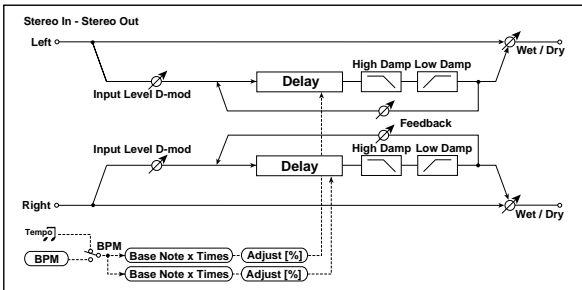 Stereo In - Stereo Out
Left
Wet / Dry
High Damp Low Damp
Delay
Input Level D-mod
Feedback
Input Level D-mod
High Damp Low Damp
Delay
Right
Wet / Dry
Tempo
BPM
BPM
Base Note x Times Adjust [%]
Base Note x Times Adjust [%]